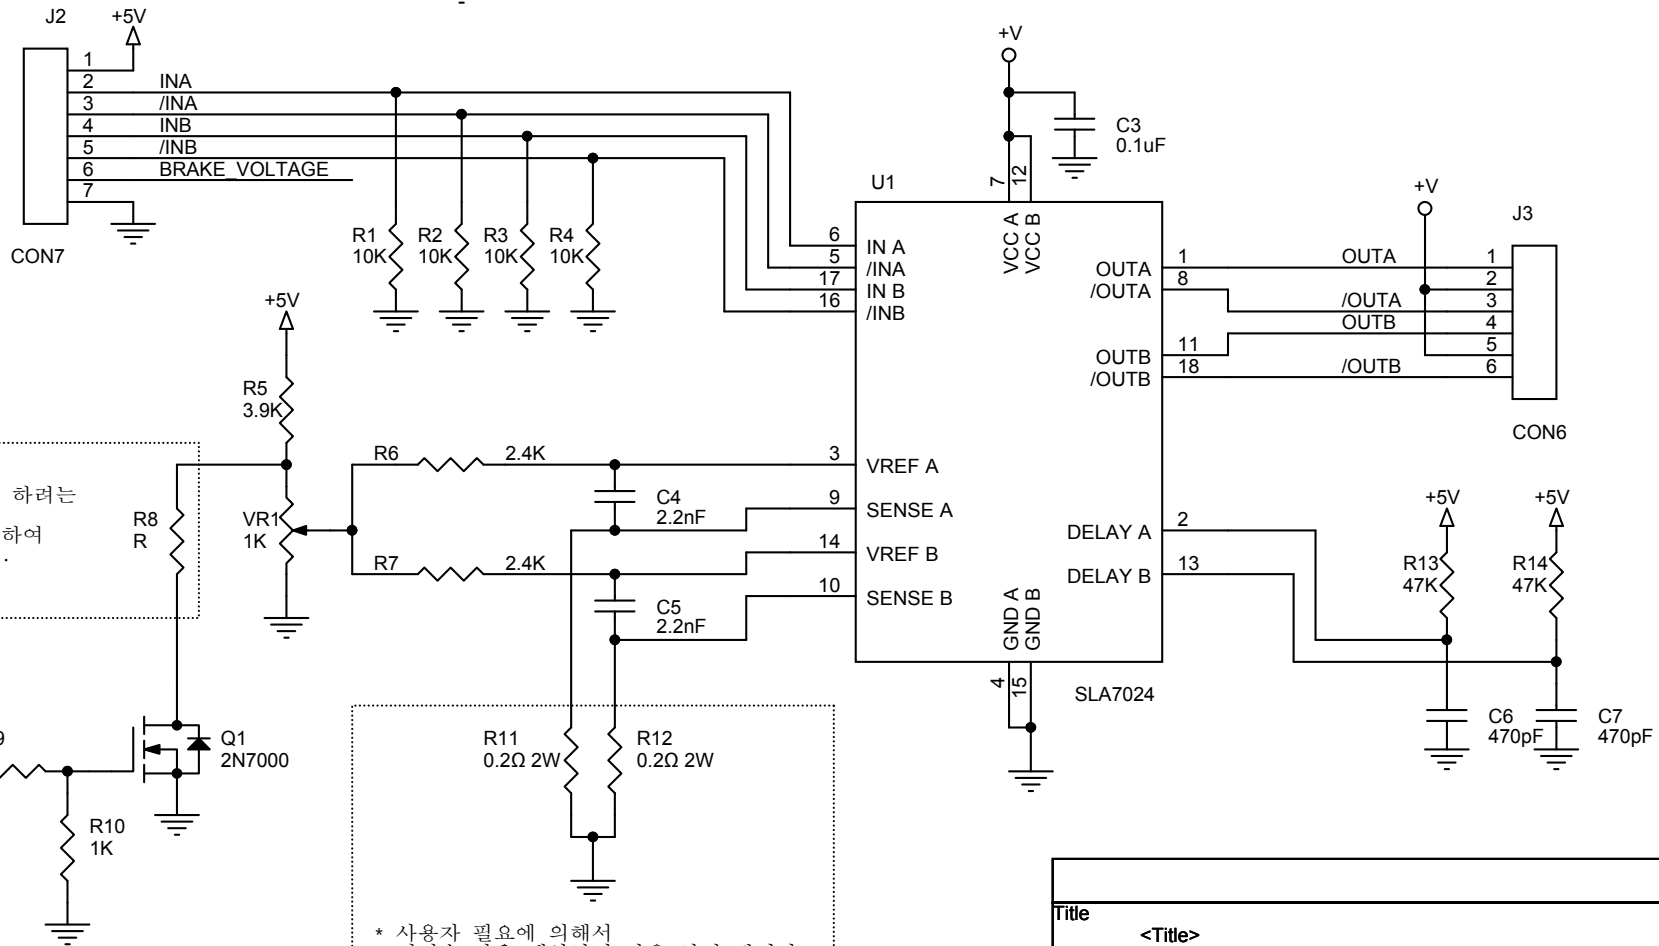 J2
+5V
1
2
3
4
5
6
7
INA
/INA
INB
/INB
BRAKE_VOLTAGE
CON7
R1
10K
R2
10K
R3
10K
R4
10K
+V
C3
0.1uF
U1
7
12
VCC A
VCC B
6
5
17
16
IN A
/INA
IN B
/INB
1
8
11
18
OUTA
/OUTA
OUTB
/OUTB
OUTA
/OUTA
OUTB
/OUTB
+V
J3
1
2
3
4
5
6
CON6
+5V
R5
3.9K
하려는
하여
.
R8
R
VR1
1K
R6
2.4K
R7
2.4K
C4
2.2nF
C5
2.2nF
3
9
14
10
VREF A
SENSE A
VREF B
SENSE B
DELAY A
DELAY B
2
13
GND A
GND B
4
15
SLA7024
+5V
+5V
R13
47K
R14
47K
C6
470pF
C7
470pF
Q1
2N7000
9
R10
1K
R11
0.2Ω 2W
R12
0.2Ω 2W
* 사용자 필요에 의해서
Title
<Title>